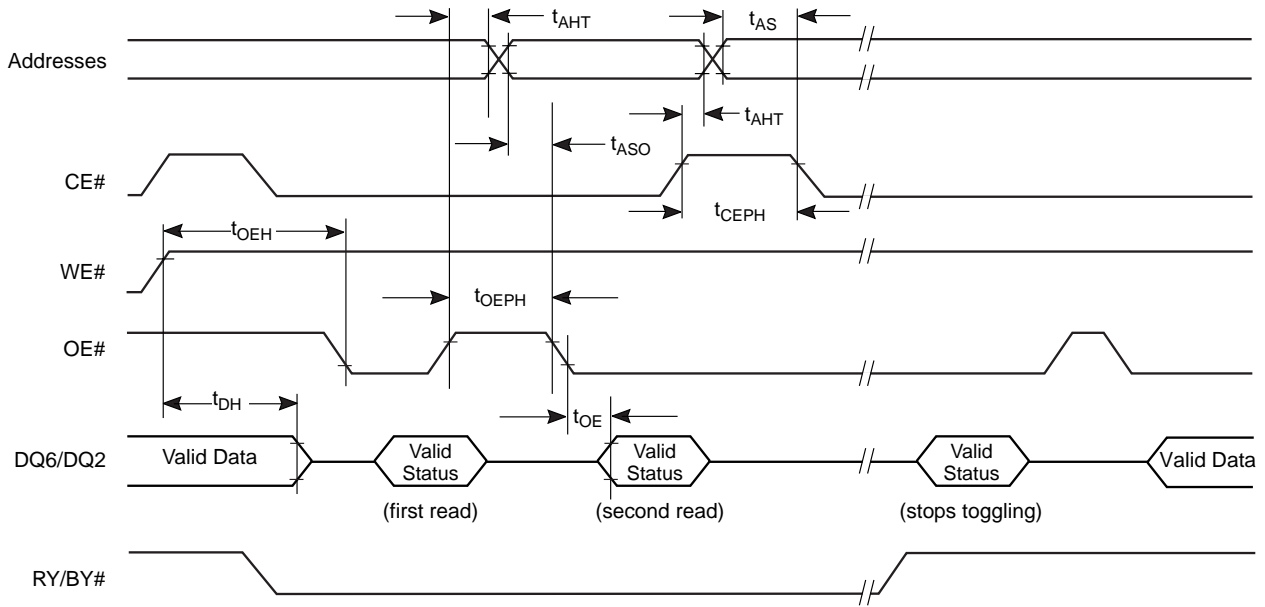 tAHT
tAS
Addresses
tAHT
tASO
CE#
tCEPH
tOEH
WE#
tOEPH
OE#
tDH
tOE
DQ6/DQ2
Valid Data
Valid
Status
Valid
Status
Valid
Status
Valid Data
(first read)
(second read)
(stops toggling)
RY/BY#